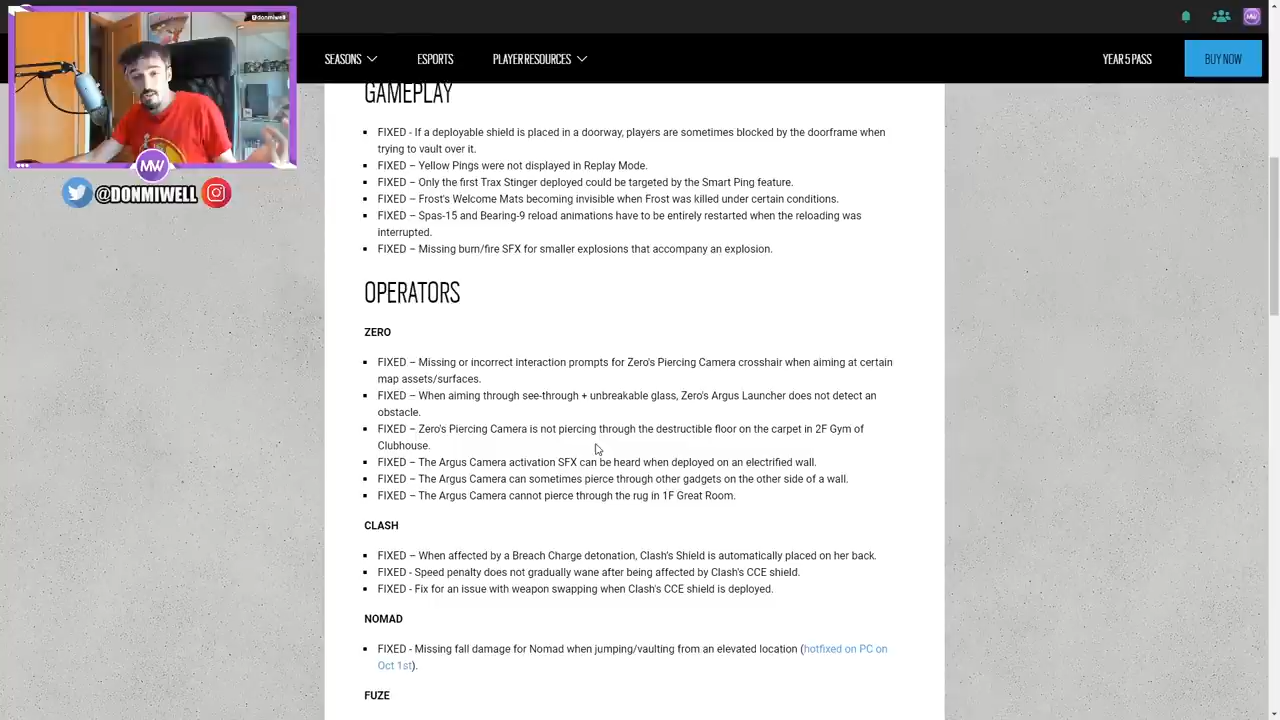 @donmiwell
MW
@DONMIWELL
SEASONS
ESPORTS
PLAYER RESOURCES
YEAR 5 PASS
MW
BUY NOW
GAMEPLAY
FIXED - If a deployable shield is placed in a doorway, players are sometimes blocked by the doorframe when
trying to vault over it.
FIXED – Yellow Pings were not displayed in Replay Mode.
FIXED – Only the first Trax Stinger deployed could be targeted by the Smart Ping feature.
FIXED – Frost's Welcome Mats becoming invisible when Frost was killed under certain conditions.
FIXED – Spas-15 and Bearing-9 reload animations have to be entirely restarted when the reloading was
interrupted.
FIXED – Missing burn/fire SFX for smaller explosions that accompany an explosion.
OPERATORS
ZERO
FIXED – Missing or incorrect interaction prompts for Zero's Piercing Camera crosshair when aiming at certain
map assets/surfaces.
FIXED – When aiming through see-through + unbreakable glass, Zero's Argus Launcher does not detect an
obstacle.
FIXED – Zero's Piercing Camera is not piercing through the destructible floor on the carpet in 2F Gym of
Clubhouse.
FIXED – The Argus Camera activation SFX can be heard when deployed on an electrified wall.
FIXED – The Argus Camera can sometimes pierce through other gadgets on the other side of a wall.
FIXED – The Argus Camera cannot pierce through the rug in 1F Great Room.
CLASH
FIXED – When affected by a Breach Charge detonation, Clash's Shield is automatically placed on her back.
FIXED - Speed penalty does not gradually wane after being affected by Clash's CCE shield.
FIXED - Fix for an issue with weapon swapping when Clash's CCE shield is deployed.
NOMAD
FIXED - Missing fall damage for Nomad when jumping/vaulting from an elevated location (hotfixed on PC on
Oct 1st).
FUZE